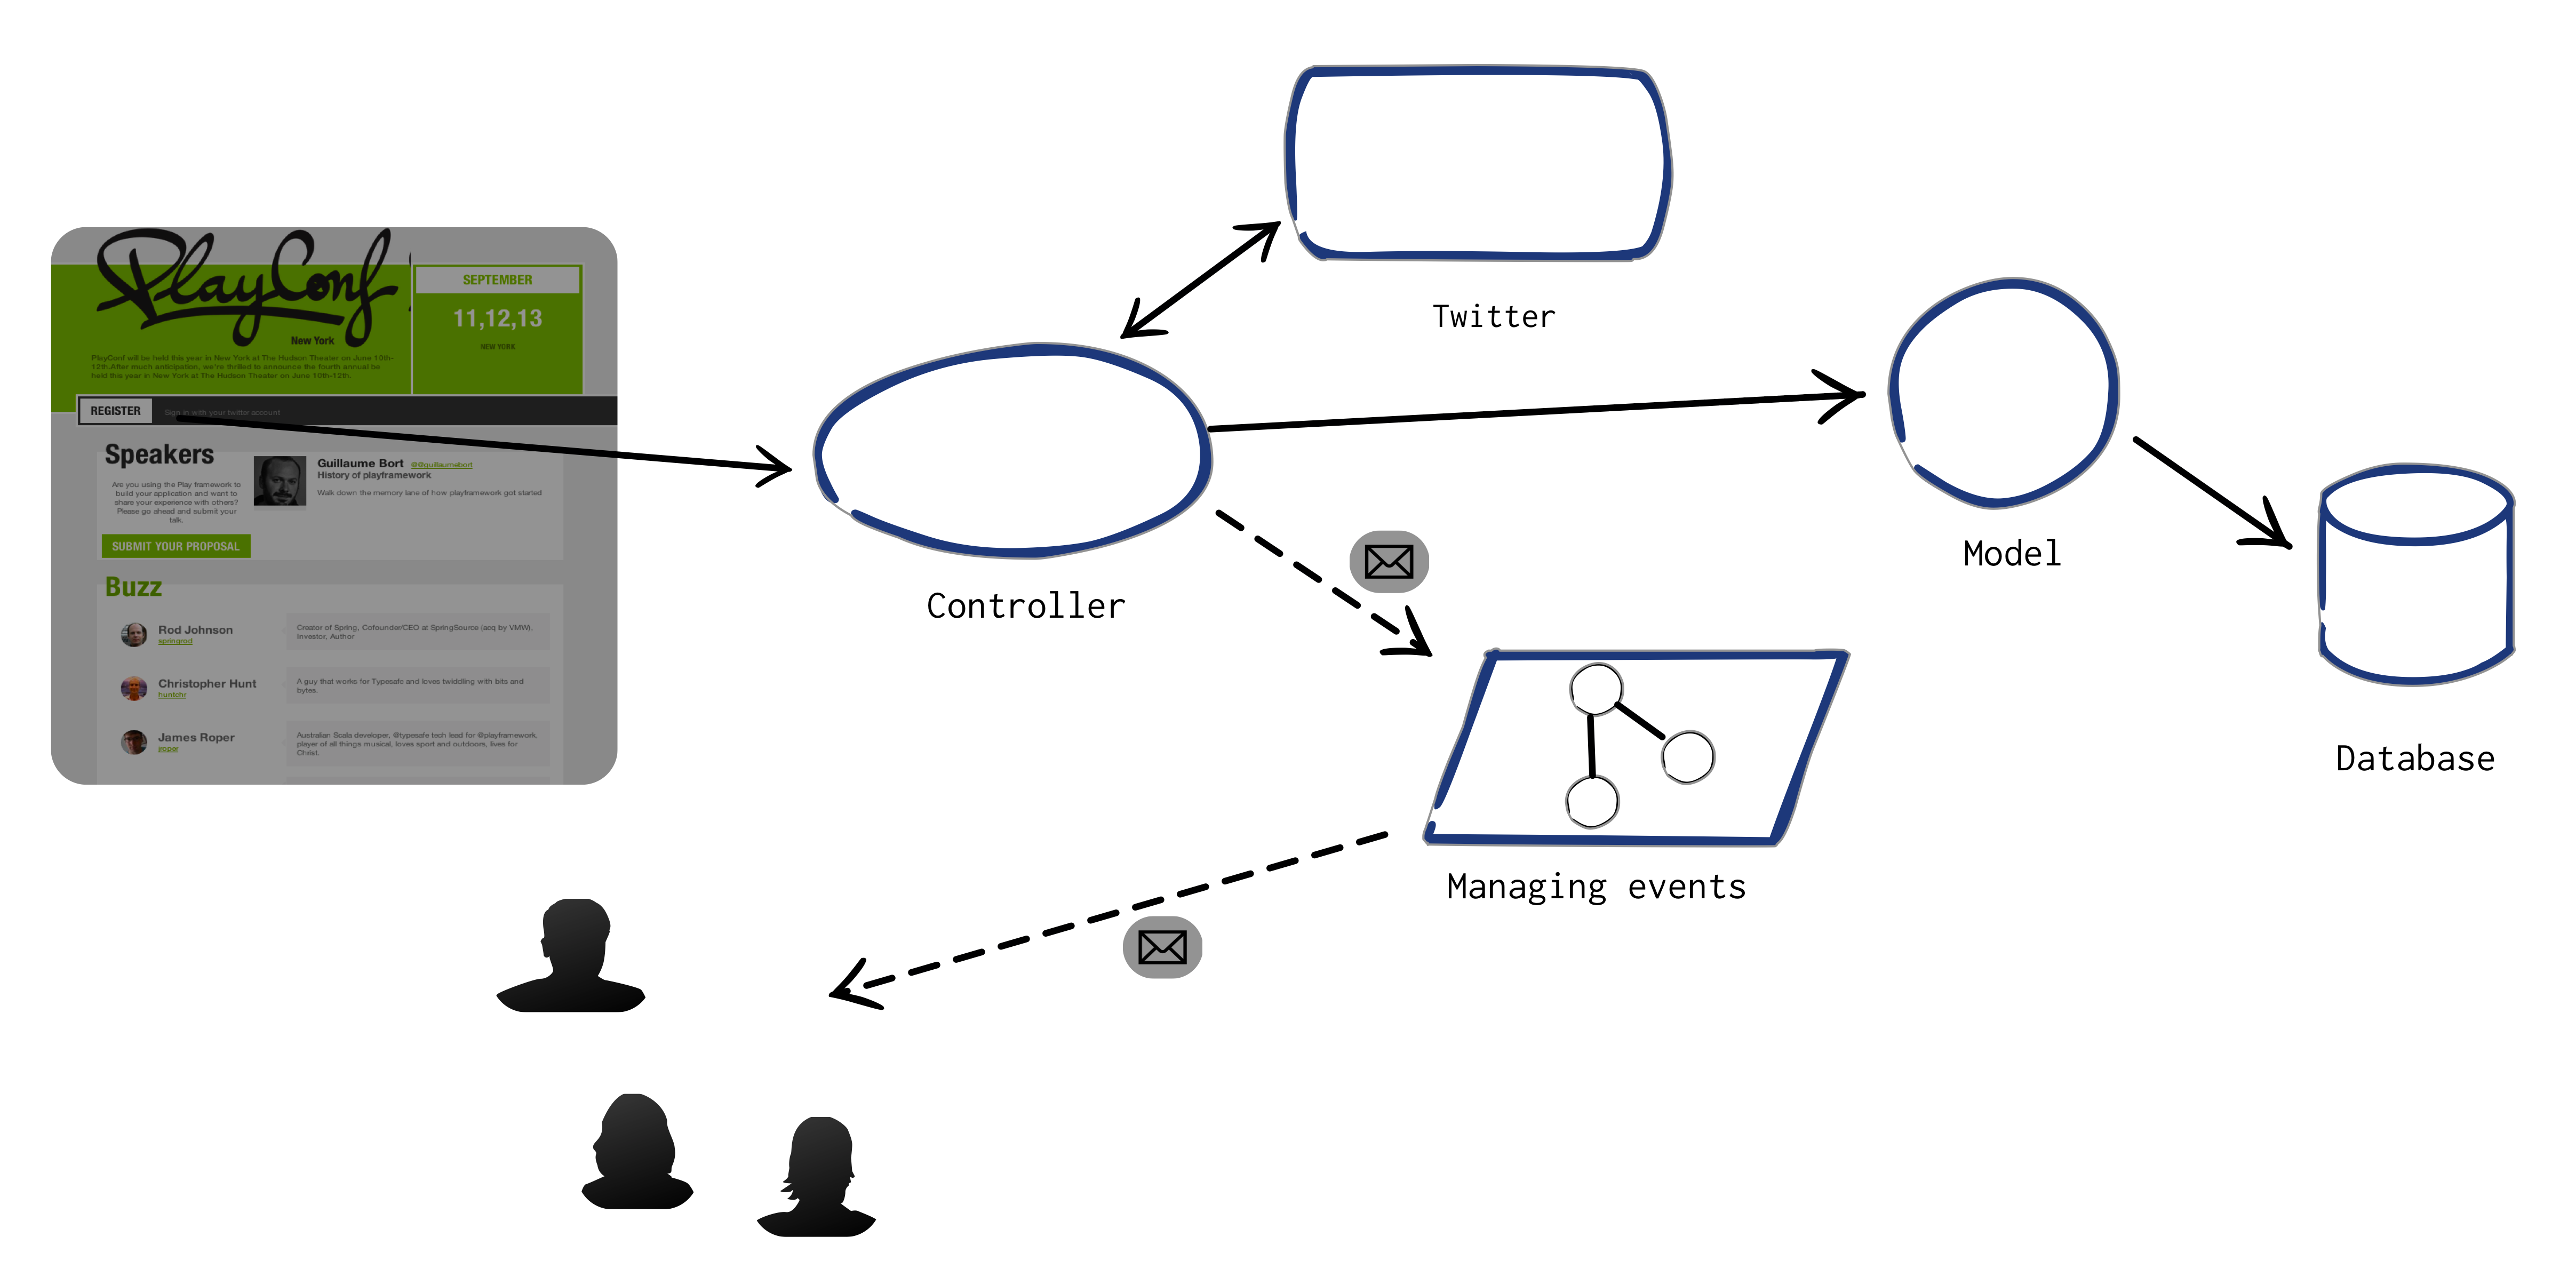 PlayConf
New York
PlayConf will be held this year in New York at The Hudson Theater on June 10th-
12th.After much anticipation, we're thrilled to announce the fourth annual be
held this year in New York at The Hudson Theater on June 10th-12th.
SEPTEMBER
11,12,13
NEW YORK
REGISTER
Sign in with your twitter account
Speakers
Are you using the Play framework to
build your application and want to
share your experience with others?
Please go ahead and submit your
talk.
SUBMIT YOUR PROPOSAL
Guillaume Bort @@guillaumebort
History of playframework
Walk down the memory lane of how playframework got started
Buzz
Rod Johnson
springrod
Creator of Spring, Cofounder/CEO at SpringSource (acq by VMW),
Investor, Author
Christopher Hunt
huntchr
A guy that works for Typesafe and loves twiddling with bits and
bytes.
James Roper
jroper
Australian Scala developer, @typesafe tech lead for @playframework,
player of all things musical, loves sport and outdoors, lives for
Christ.
Twitter
Controller
Model
Database
Managing events